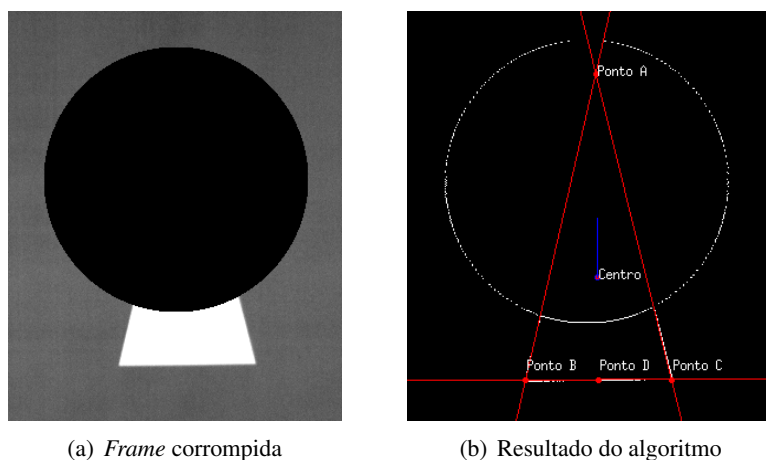 Ponto A
Centro
Ponto B Ponto D Ponto C
(a) Frame corrompida
(b) Resultado do algoritmo